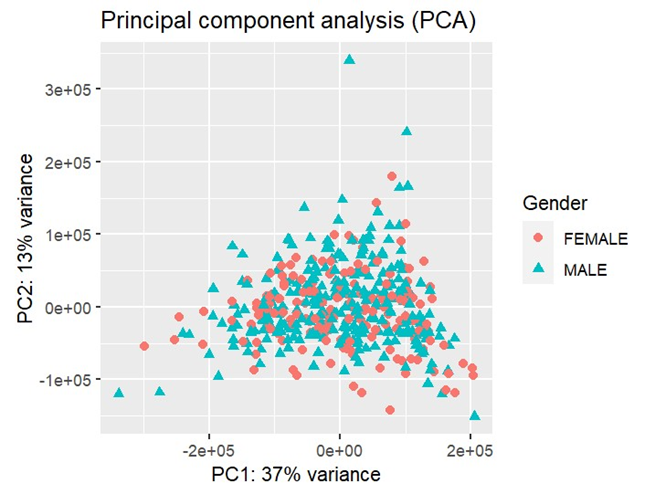 Principal component analysis (PCA)
3e+05
2e+05
1e+05
0e+00
-1e+05
PC2: 13% variance
-2e+05
0e+00
2e+05
PC1: 37% variance
Gender
FEMALE
MALE